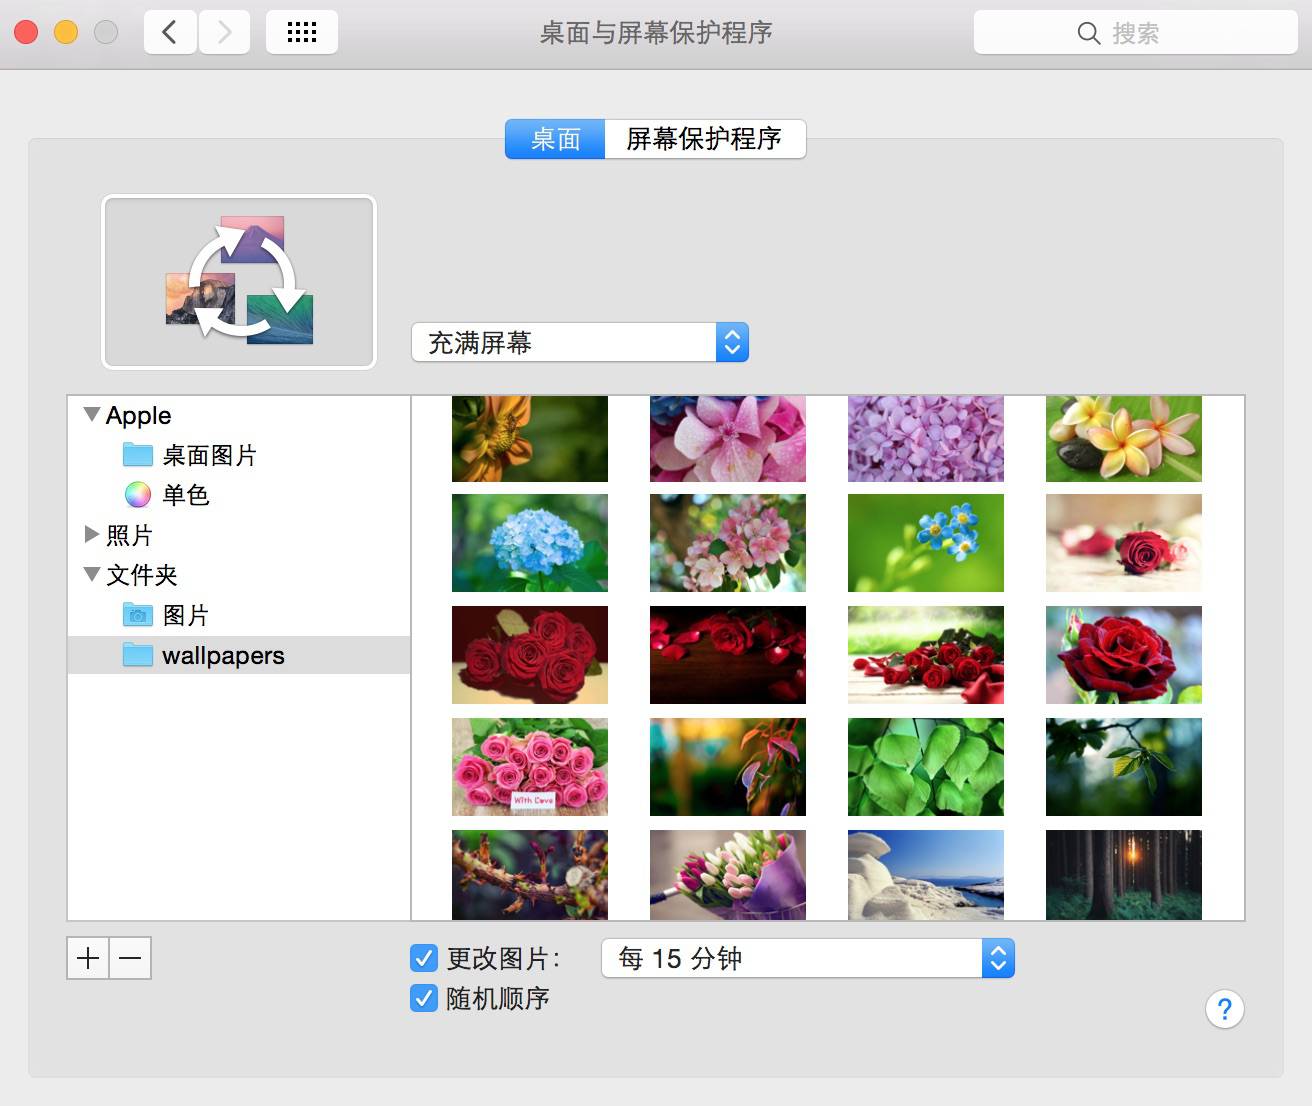 桌面与屏幕保护程序
搜索
桌面
屏幕保护程序
充满屏幕
Apple
桌面图片
单色
照片
文件夹
图片
wallpapers
With Love
更改图片：
每 15 分钟
随机顺序
?